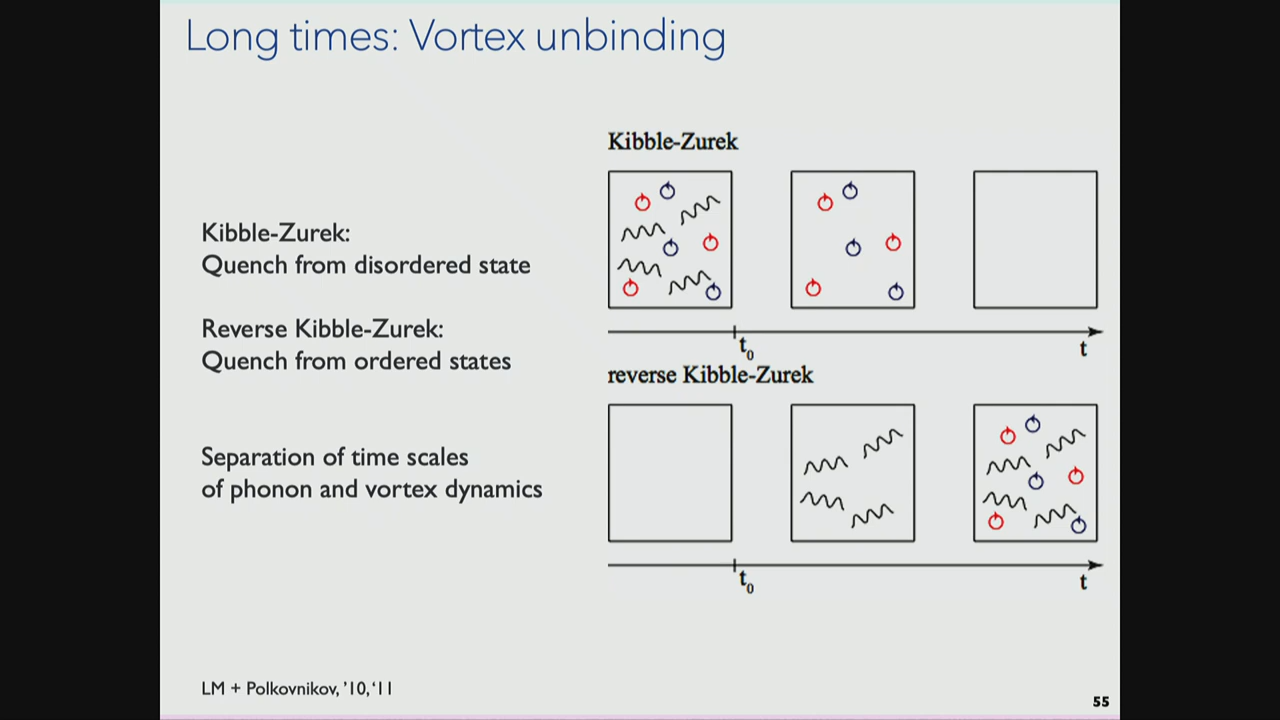 Long times: Vortex unbinding
Kibble-Zurek
Kibble-Zurek:
Quench from disordered state
Reverse Kibble-Zurek:
Quench from ordered states
t₀
t
reverse Kibble-Zurek
Separation of time scales
of phonon and vortex dynamics
t₀
t
LM + Polkovnikov, '10,'11
55